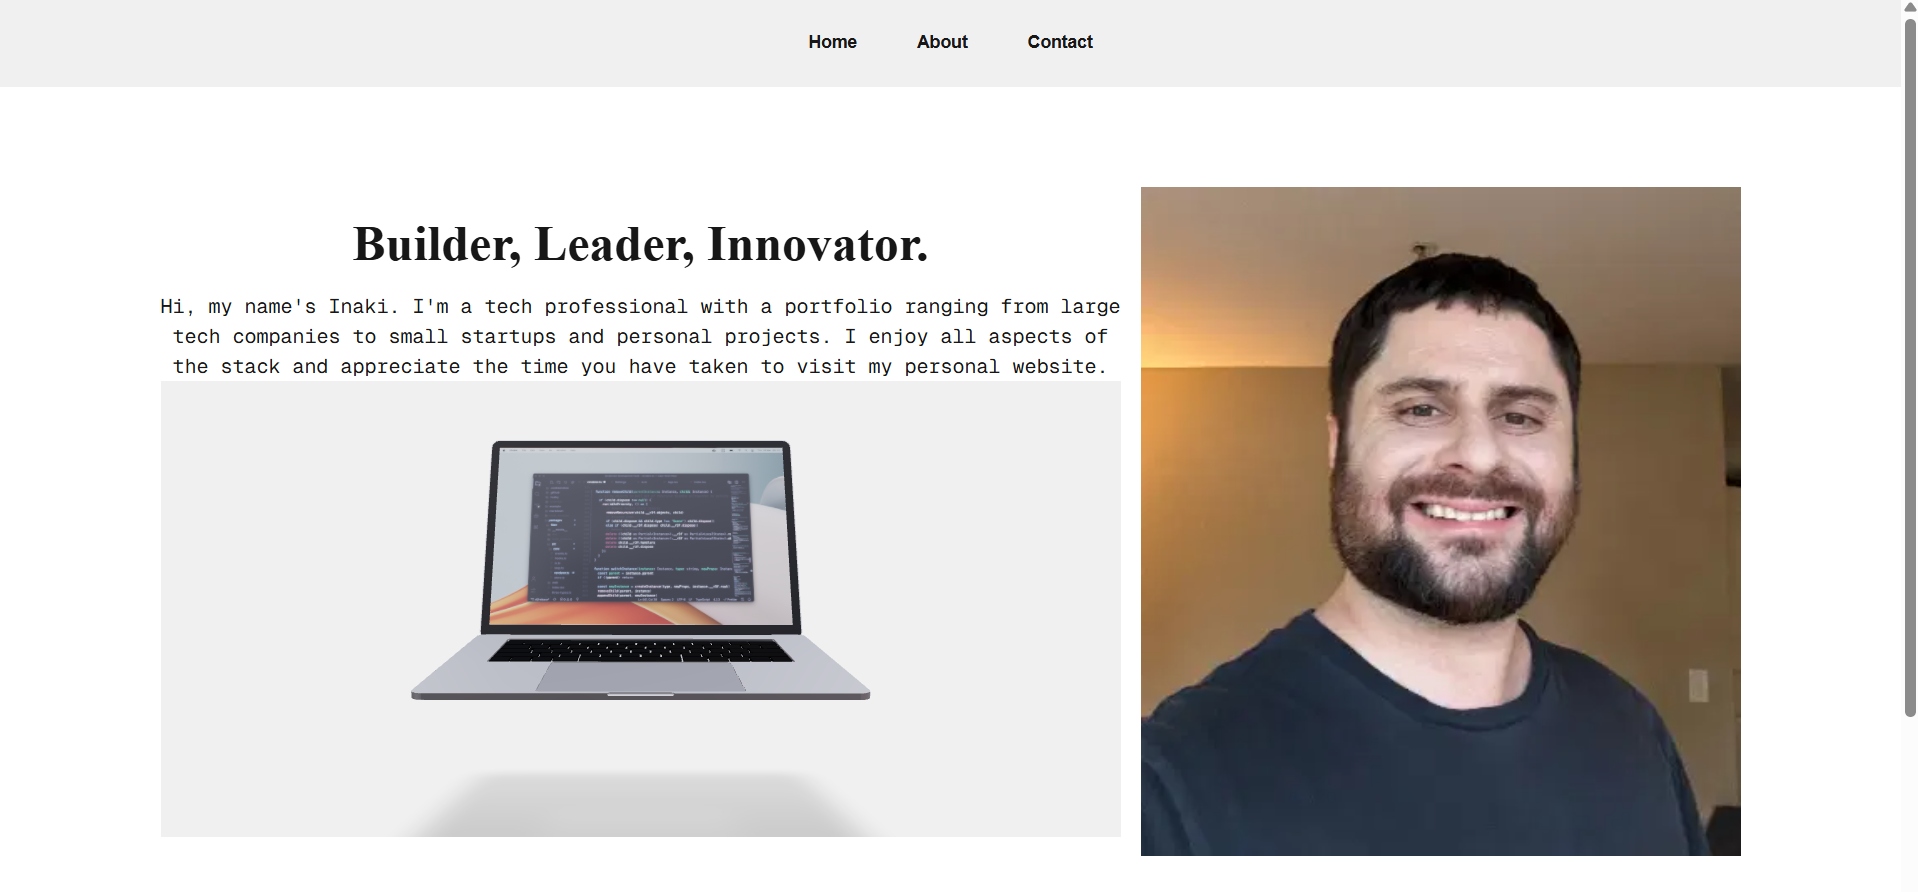 Home About Contact
Builder, Leader, Innovator.
Hi, my name's Inaki. I'm a tech professional with a portfolio ranging from large
tech companies to small startups and personal projects. I enjoy all aspects of
the stack and appreciate the time you have taken to visit my personal website.